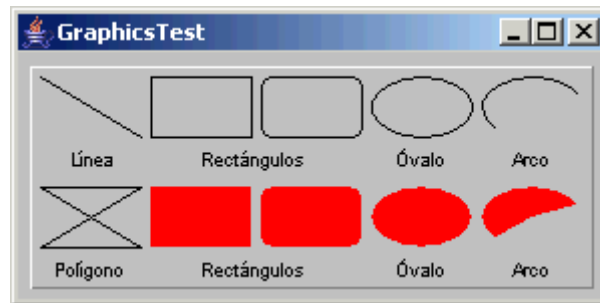 GraphicsTest
Línea Rectángulos Óvalo Arco
Polígono Rectángulos Óvalo Arco